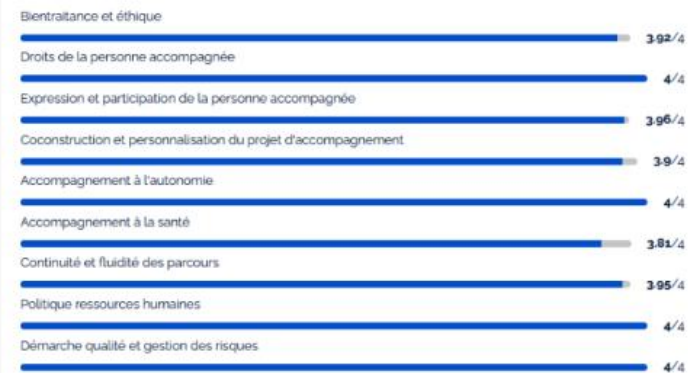 Bientraitance et éthique
3.92/4
Droits de la personne accompagnée
4/4
Expression et participation de la personne accompagnée
3.96/4
Coconstruction et personnalisation du projet d'accompagnement
3.9/4
Accompagnement à l'autonomie
4/4
Accompagnement à la santé
3.81/4
Continuité et fluidité des parcours
3.95/4
Politique ressources humaines
4/4
Démarche qualité et gestion des risques
4/4